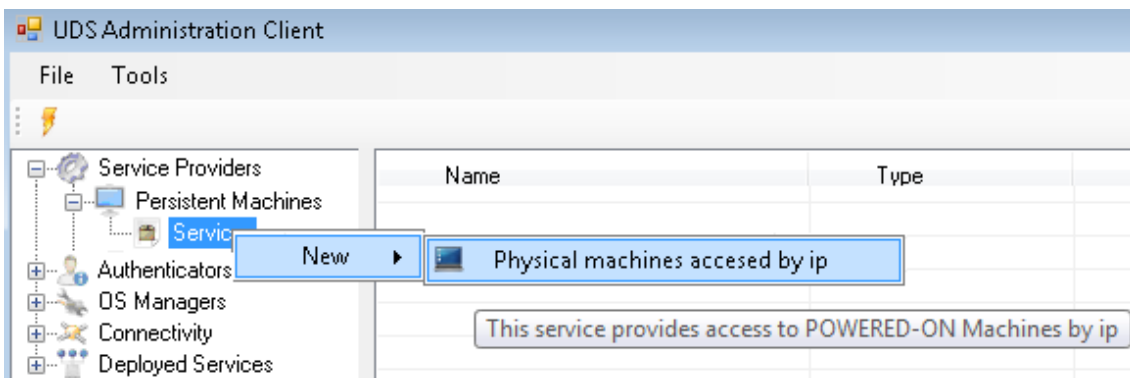 UDS Administration Client
File Tools
Service Providers
Name Type
Persistent Machines
Servic
New Physical machines accesed by ip
Authenticators
OS Managers
This service provides access to POWERED-ON Machines by ip
Connectivity
Deployed Services